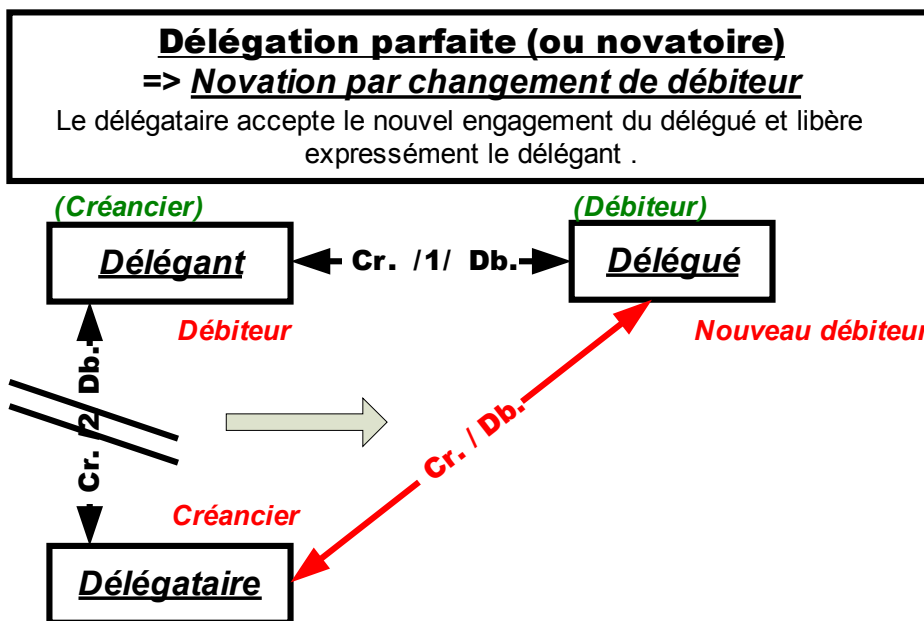 Délégation parfaite (ou novatoire)
=> Novation par changement de débiteur
Le délégataire accepte le nouvel engagement du délégué et libère
expressément le délégant .
(Créancier)
(Débiteur)
Délégant
Cr. /1/ Db.
Délégué
Débiteur
Nouveau débiteur
Cr. /2 Db.
Cr. / Db.
Créancier
Délégataire